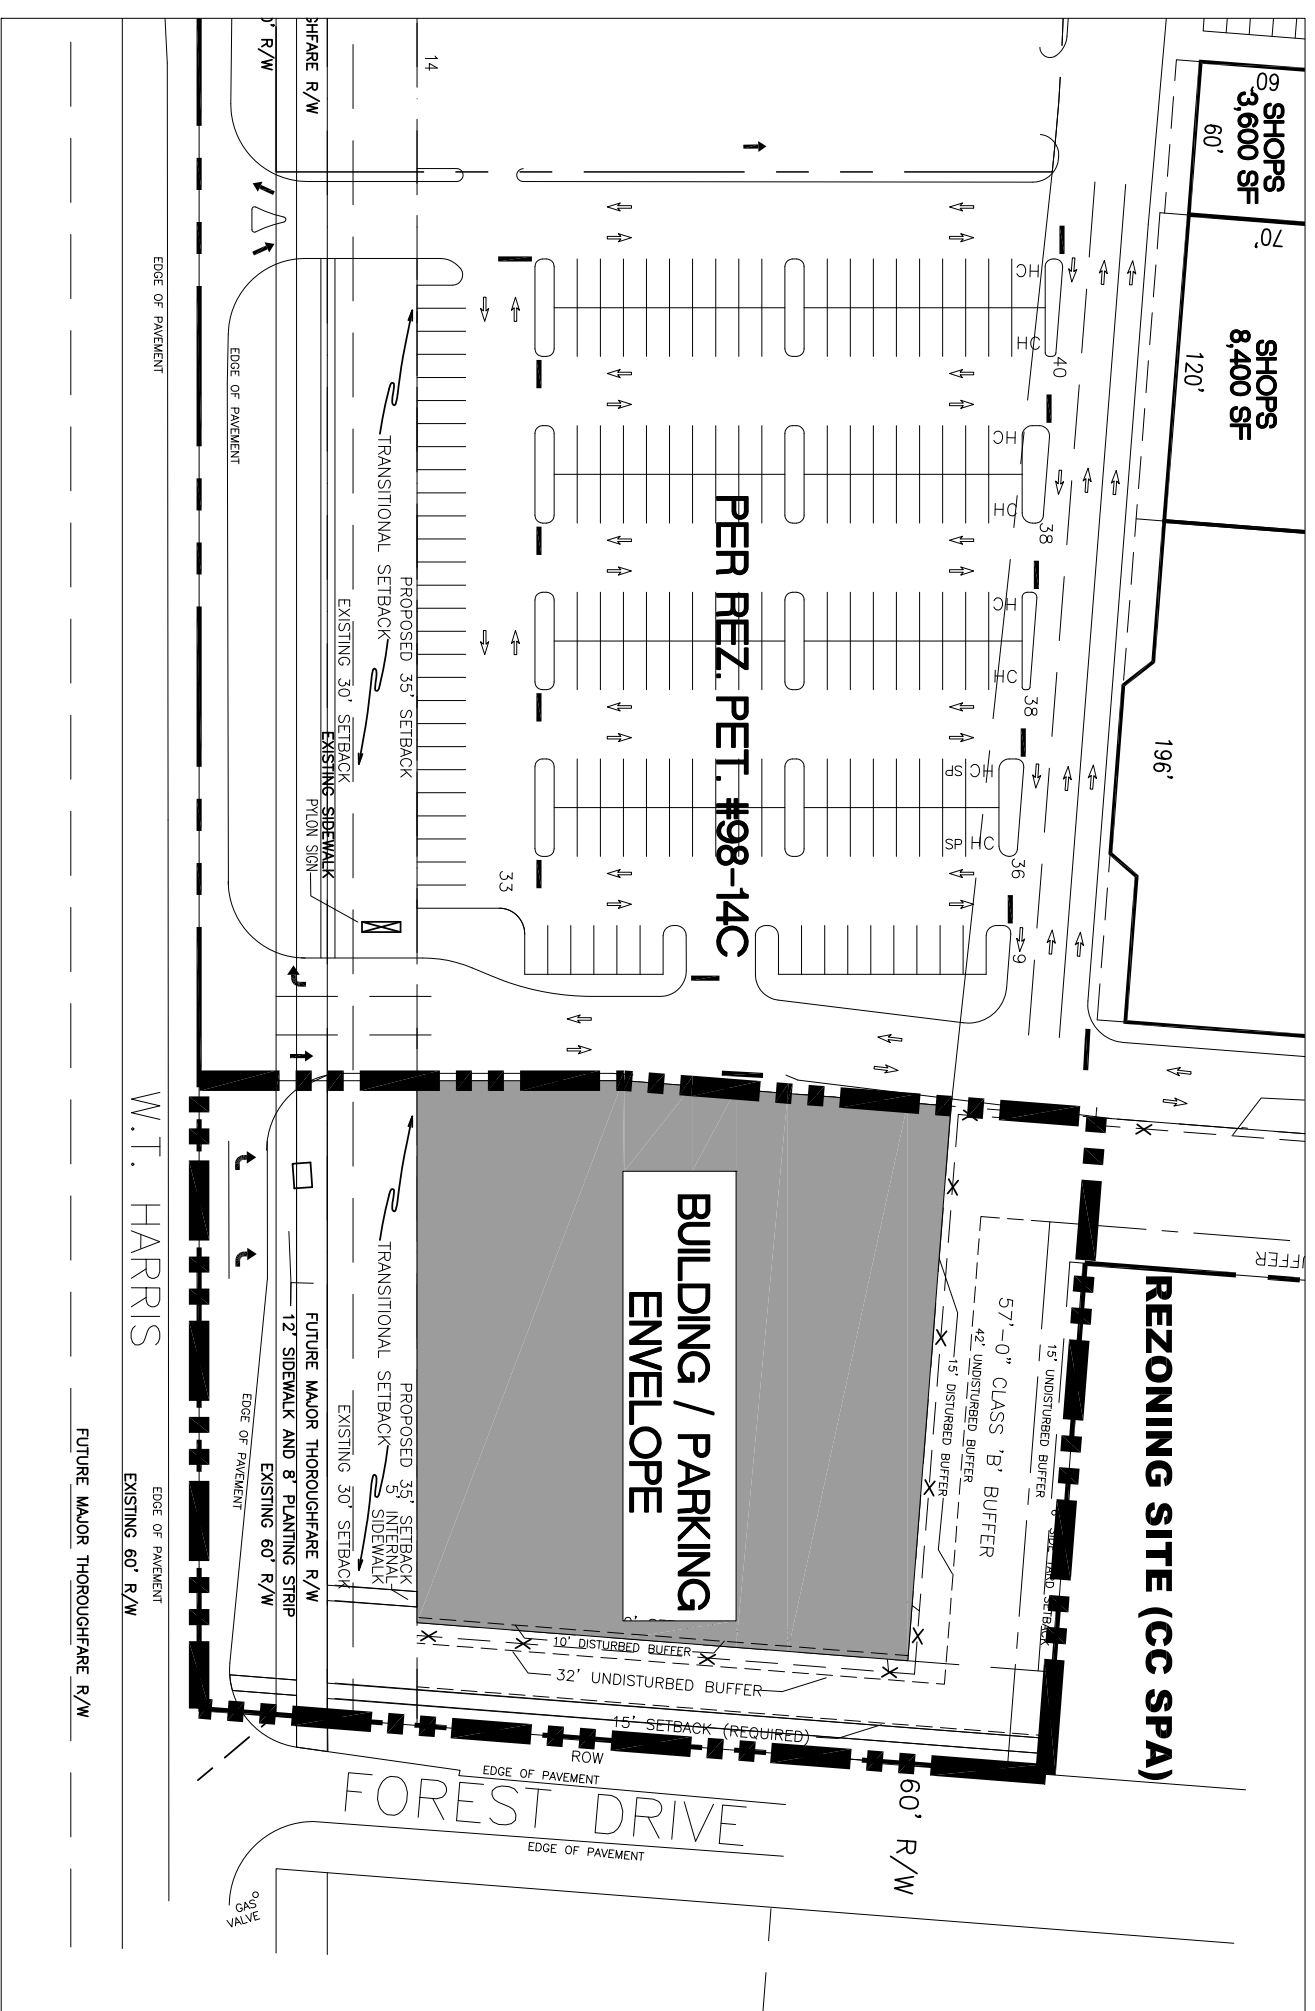 SHOPS
3,600 SF
60'
60'
SHOPS
8,400 SF
70'
120'
196'
GHFARE R/W
0' R/W
14
HC
HC
40
HC
HC
38
HC
HC
38
HC
SP
SP
HC
36
9
33
PER REZ. PET. #98-14C
TRANSITIONAL SETBACK
PROPOSED 35' SETBACK
EXISTING 30' SETBACK
EXISTING SIDEWALK
PYLON SIGN
EDGE OF PAVEMENT
EDGE OF PAVEMENT
W.T. HARRIS
REZONING SITE (CC SPA)
FFER
BUILDING / PARKING
ENVELOPE
15' UNDISTURBED BUFFER
SIDE YARD SETBACK
57'-0" CLASS 'B' BUFFER
42' UNDISTURBED BUFFER
15' DISTURBED BUFFER
TRANSITIONAL SETBACK
PROPOSED 35' SETBACK
5' INTERNAL
SIDEWALK
EXISTING 30' SETBACK
FUTURE MAJOR THOROUGHFARE R/W
12' SIDEWALK AND 8' PLANTING STRIP
EXISTING 60' R/W
EDGE OF PAVEMENT
EDGE OF PAVEMENT
EXISTING 60' R/W
FUTURE MAJOR THOROUGHFARE R/W
10' DISTURBED BUFFER
32' UNDISTURBED BUFFER
15' SETBACK (REQUIRED)
ROW
EDGE OF PAVEMENT
FOREST DRIVE
60' R/W
EDGE OF PAVEMENT
GAS
VALVE